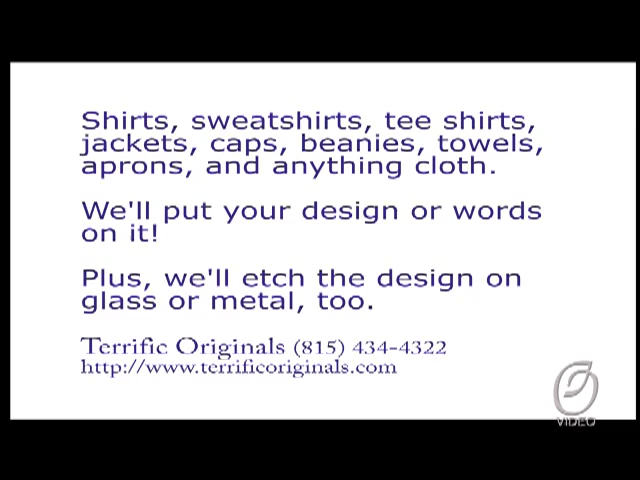 Shirts, sweatshirts, tee shirts,
jackets, caps, beanies, towels,
aprons, and anything cloth.
We'll put your design or words
on it!
Plus, we'll etch the design on
glass or metal, too.
Terrific Originals (815) 434-4322
http://www.terrificoriginals.com
VIDEO